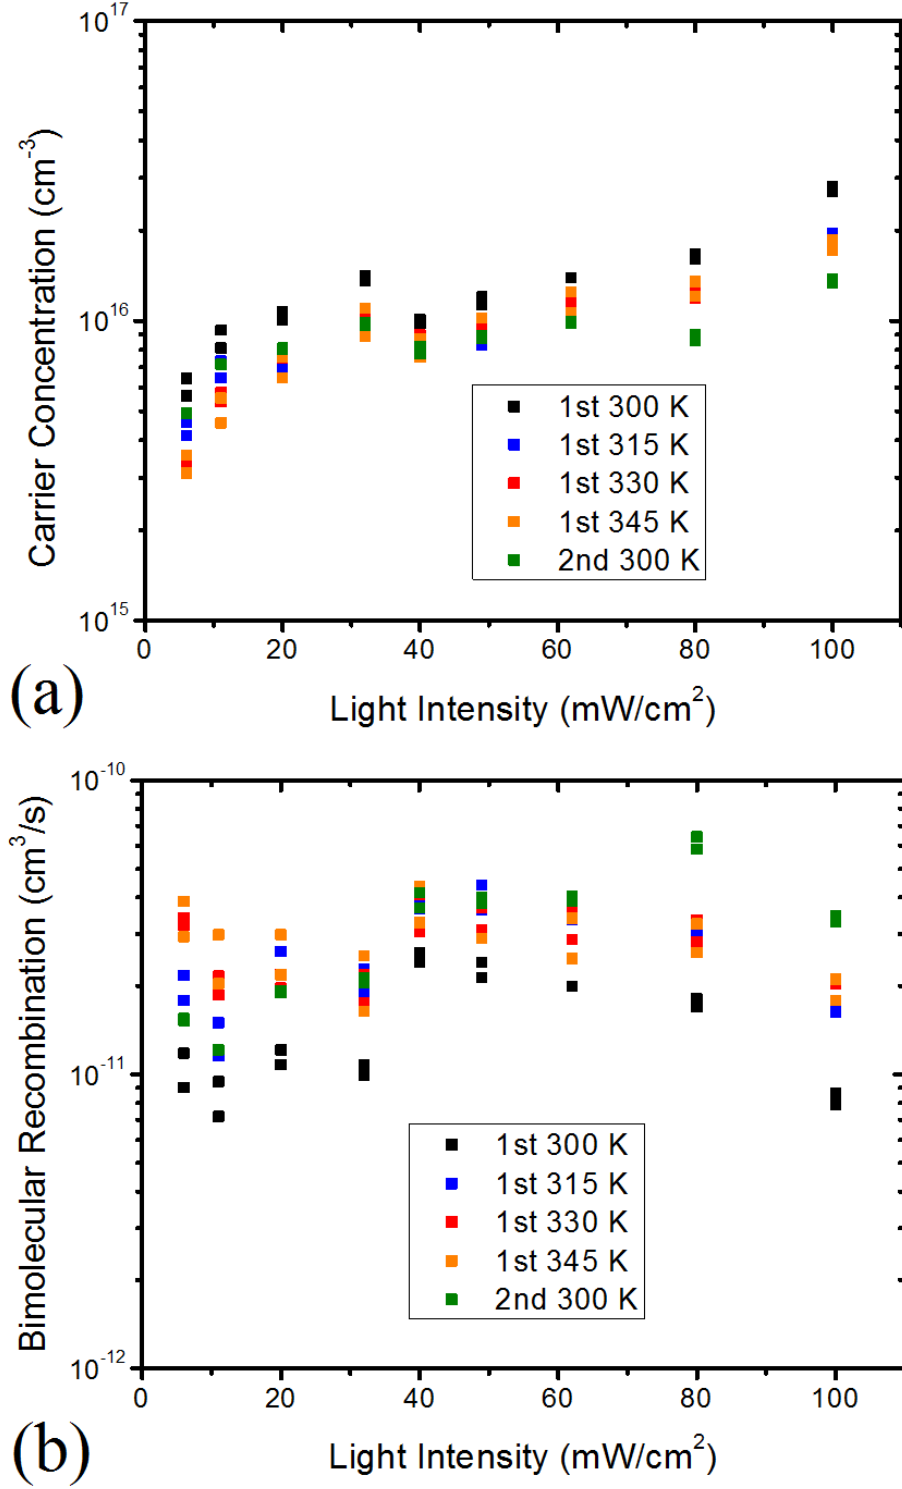 10^17
Carrier Concentration (cm^-3)
10^16
1st 300 K
1st 315 K
1st 330 K
1st 345 K
2nd 300 K
10^15
0 20 40 60 80 100
(a)
Light Intensity (mW/cm^2)
10^-10
Bimolecular Recombination (cm^3/s)
10^-11
1st 300 K
1st 315 K
1st 330 K
1st 345 K
2nd 300 K
10^-12
0 20 40 60 80 100
(b)
Light Intensity (mW/cm^2)